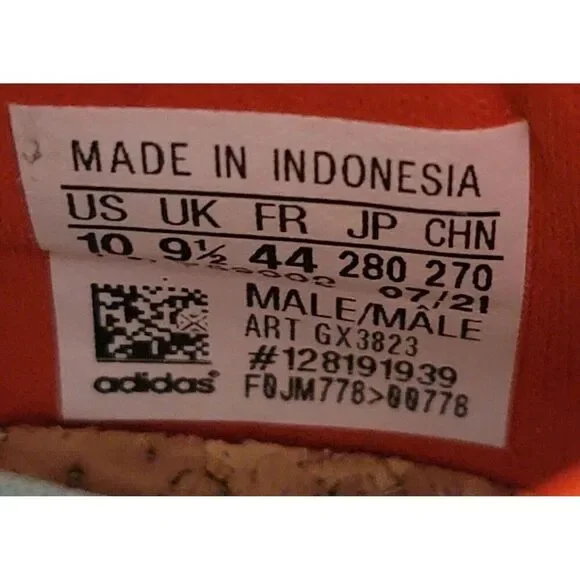 MADE IN INDONESIA
US UK FR JP CHN
10 9½ 44 280 270
07/21
MALE/MÂLE
ART GX3823
#128191939
adidas®
F0JM778>00778